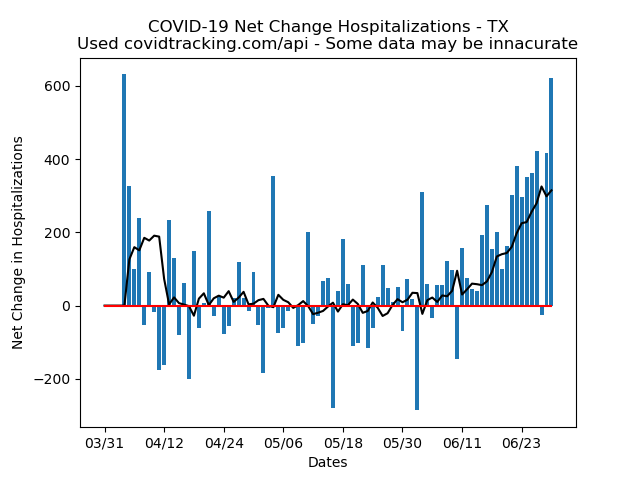 COVID-19 Net Change Hospitalizations - TX
Used covidtracking.com/api - Some data may be innacurate
Net Change in Hospitalizations
600
400
200
0
−200
03/31 04/12 04/24 05/06 05/18 05/30 06/11 06/23
Dates